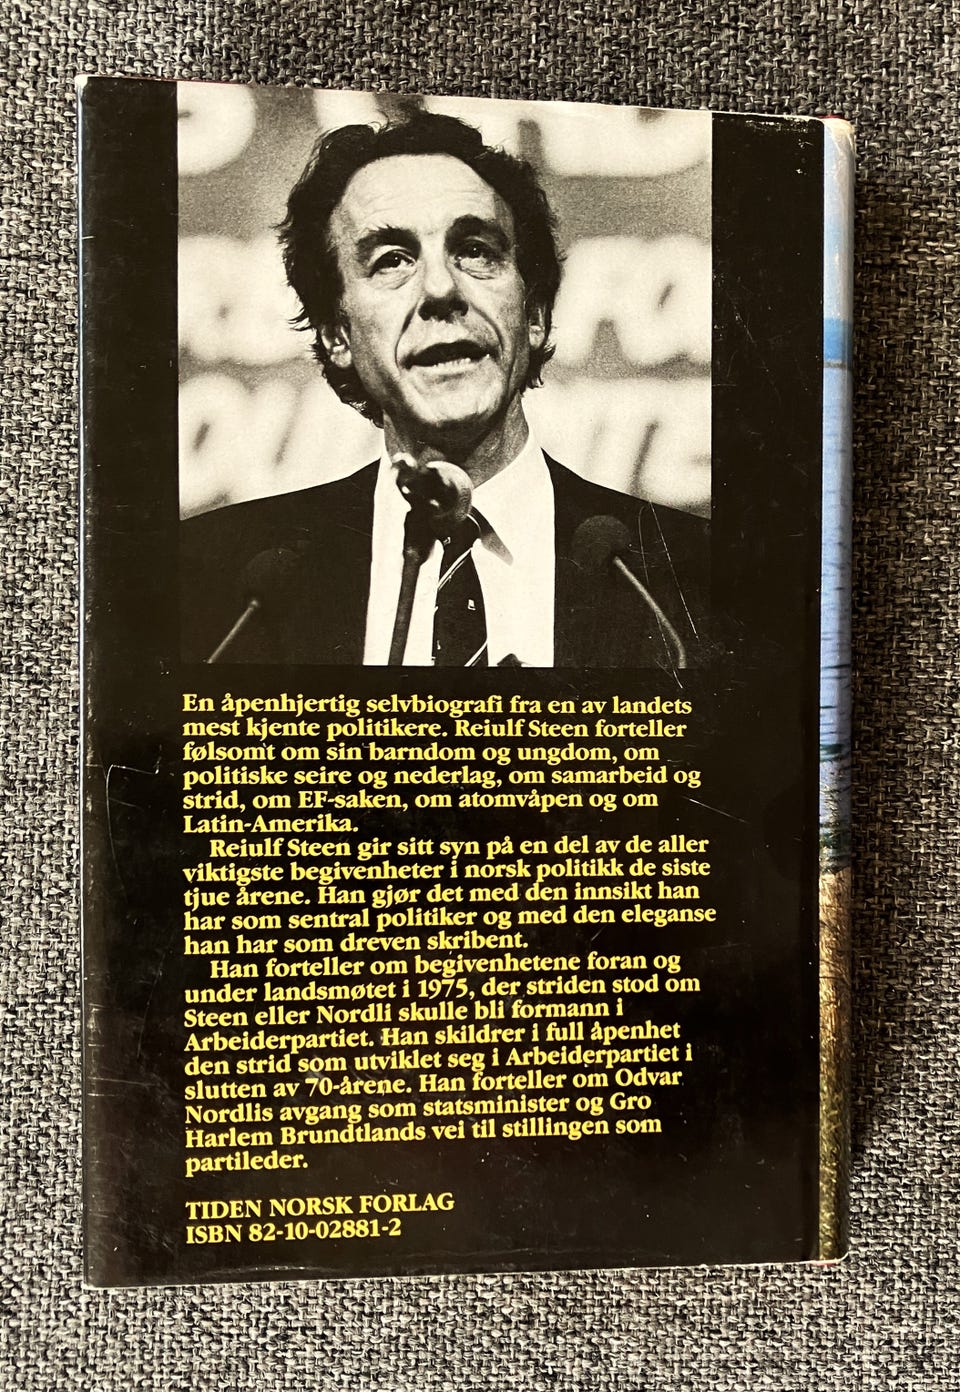 En åpenhjertig selvbiografi fra en av landets
mest kjente politikere. Reiulf Steen forteller
følsomt om sin barndom og ungdom, om
politiske seire og nederlag, om samarbeid og
strid, om EF-saken, om atomvåpen og om
Latin-Amerika.
Reiulf Steen gir sitt syn på en del av de aller
viktigste begivenheter i norsk politikk de siste
tjue årene. Han gjør det med den innsikt han
har som sentral politiker og med den eleganse
han har som dreven skribent.
Han forteller om begivenhetene foran og
under landsmøtet i 1975, der striden stod om
Steen eller Nordli skulle bli formann i
Arbeiderpartiet. Han skildrer i full åpenhet
den strid som utviklet seg i Arbeiderpartiet i
slutten av 70-årene. Han forteller om Odvar
Nordlis avgang som statsminister og Gro
Harlem Brundtlands vei til stillingen som
partileder.
TIDEN NORSK FORLAG
ISBN 82-10-02881-2